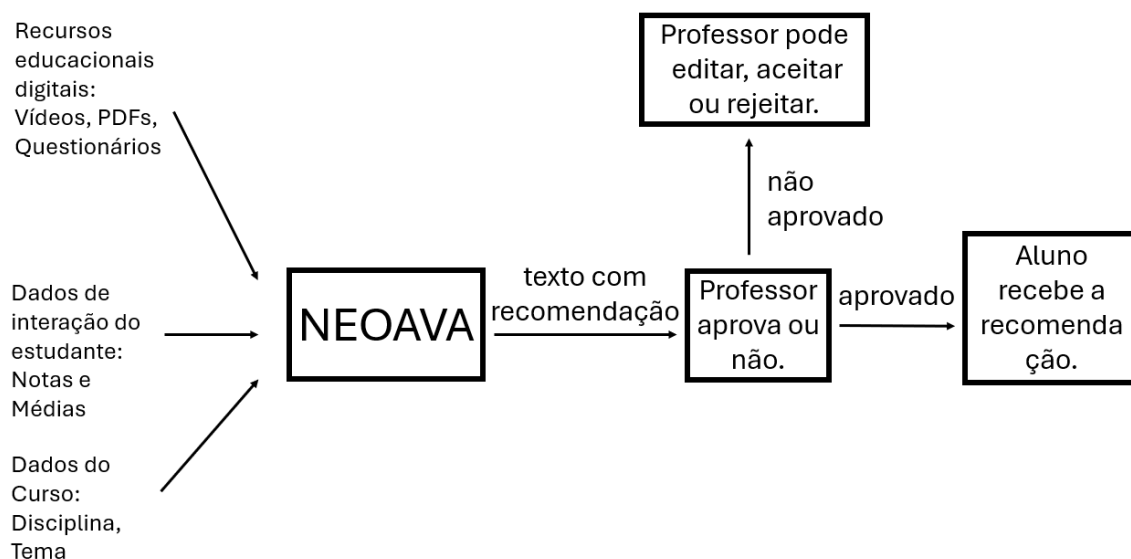 Recursos
educacionais
digitais:
Vídeos, PDFs,
Questionários
Dados de
interação do
estudante:
Notas e
Médias
Dados do
Curso:
Disciplina,
Tema
NEOAVA
texto com
recomendação
Professor
aprova ou
não.
não
aprovado
Professor pode
editar, aceitar
ou rejeitar.
aprovado
Aluno
recebe a
recomenda
ção.